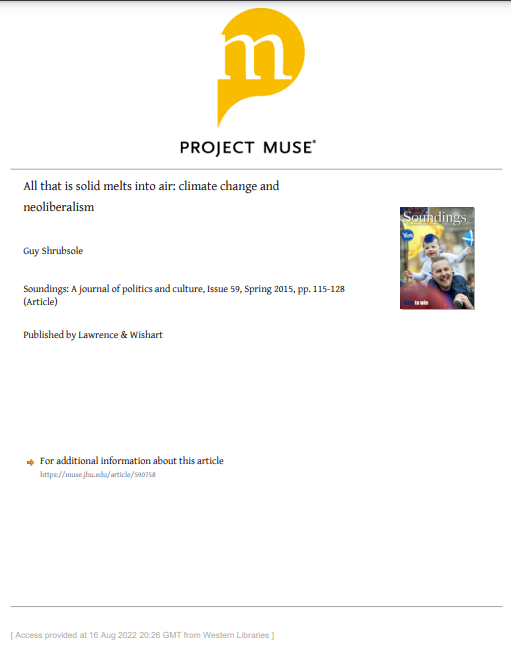 m
PROJECT MUSE®
All that is solid melts into air: climate change and
neoliberalism
Guy Shrubsole
Soundings: A journal of politics and culture, Issue 59, Spring 2015, pp. 115-128
(Article)
Published by Lawrence & Wishart
Soundings
Yes
to win
For additional information about this article
https://muse.jhu.edu/article/590758
[ Access provided at 16 Aug 2022 20:26 GMT from Western Libraries ]